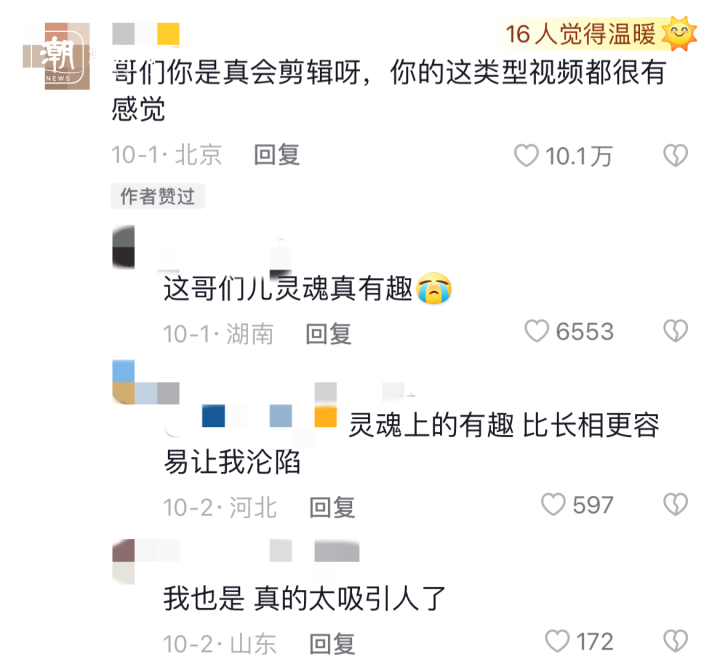 潮
NEWS
16人觉得温暖
哥们你是真会剪辑呀，你的这类型视频都很有
感觉
10-1·北京 回复 10.1万
作者赞过
这哥们儿灵魂真有趣😭
10-1·湖南 回复 6553
灵魂上的有趣 比长相更容
易让我沦陷
10-2·河北 回复 597
我也是 真的太吸引人了
10-2·山东 回复 172